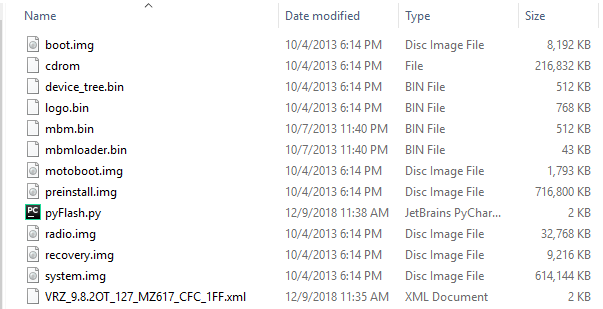 Name Date modified Type Size
boot.img 10/4/2013 6:14 PM Disc Image File 8,192 KB
cdrom 10/4/2013 6:14 PM File 216,832 KB
device_tree.bin 10/4/2013 6:14 PM BIN File 512 KB
logo.bin 10/4/2013 6:14 PM BIN File 768 KB
mbm.bin 10/7/2013 11:40 PM BIN File 512 KB
mbmloader.bin 10/7/2013 11:40 PM BIN File 43 KB
motoboot.img 10/4/2013 6:14 PM Disc Image File 1,793 KB
preinstall.img 10/4/2013 6:14 PM Disc Image File 716,800 KB
PC pyFlash.py 12/9/2018 11:38 AM JetBrains PyChar... 2 KB
radio.img 10/4/2013 6:14 PM Disc Image File 32,768 KB
recovery.img 10/4/2013 6:14 PM Disc Image File 9,216 KB
system.img 10/4/2013 6:14 PM Disc Image File 614,144 KB
VRZ_9.8.2OT_127_MZ617_CFC_1FF.xml 12/9/2018 11:35 AM XML Document 2 KB